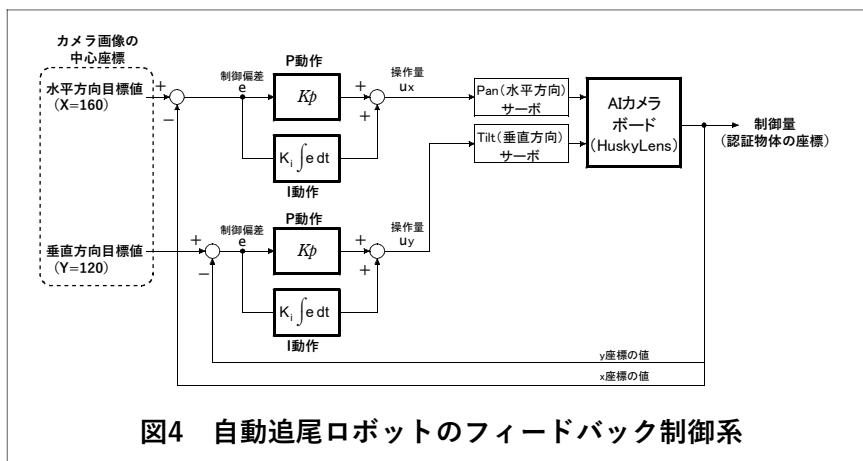 カメラ画像の
中心座標
水平方向目標値
(X=160)
+
−
制御偏差
e
P動作
Kp
Ki∫e dt
I動作
+
+
操作量
ux
Pan(水平方向)
サーボ
Tilt(垂直方向)
サーボ
AIカメラ
ボード
(HuskyLens)
制御量
(認証物体の座標)
垂直方向目標値
(Y=120)
+
−
制御偏差
e
P動作
Kp
Ki∫e dt
I動作
+
+
操作量
uy
y座標の値
x座標の値
図4 自動追尾ロボットのフィードバック制御系